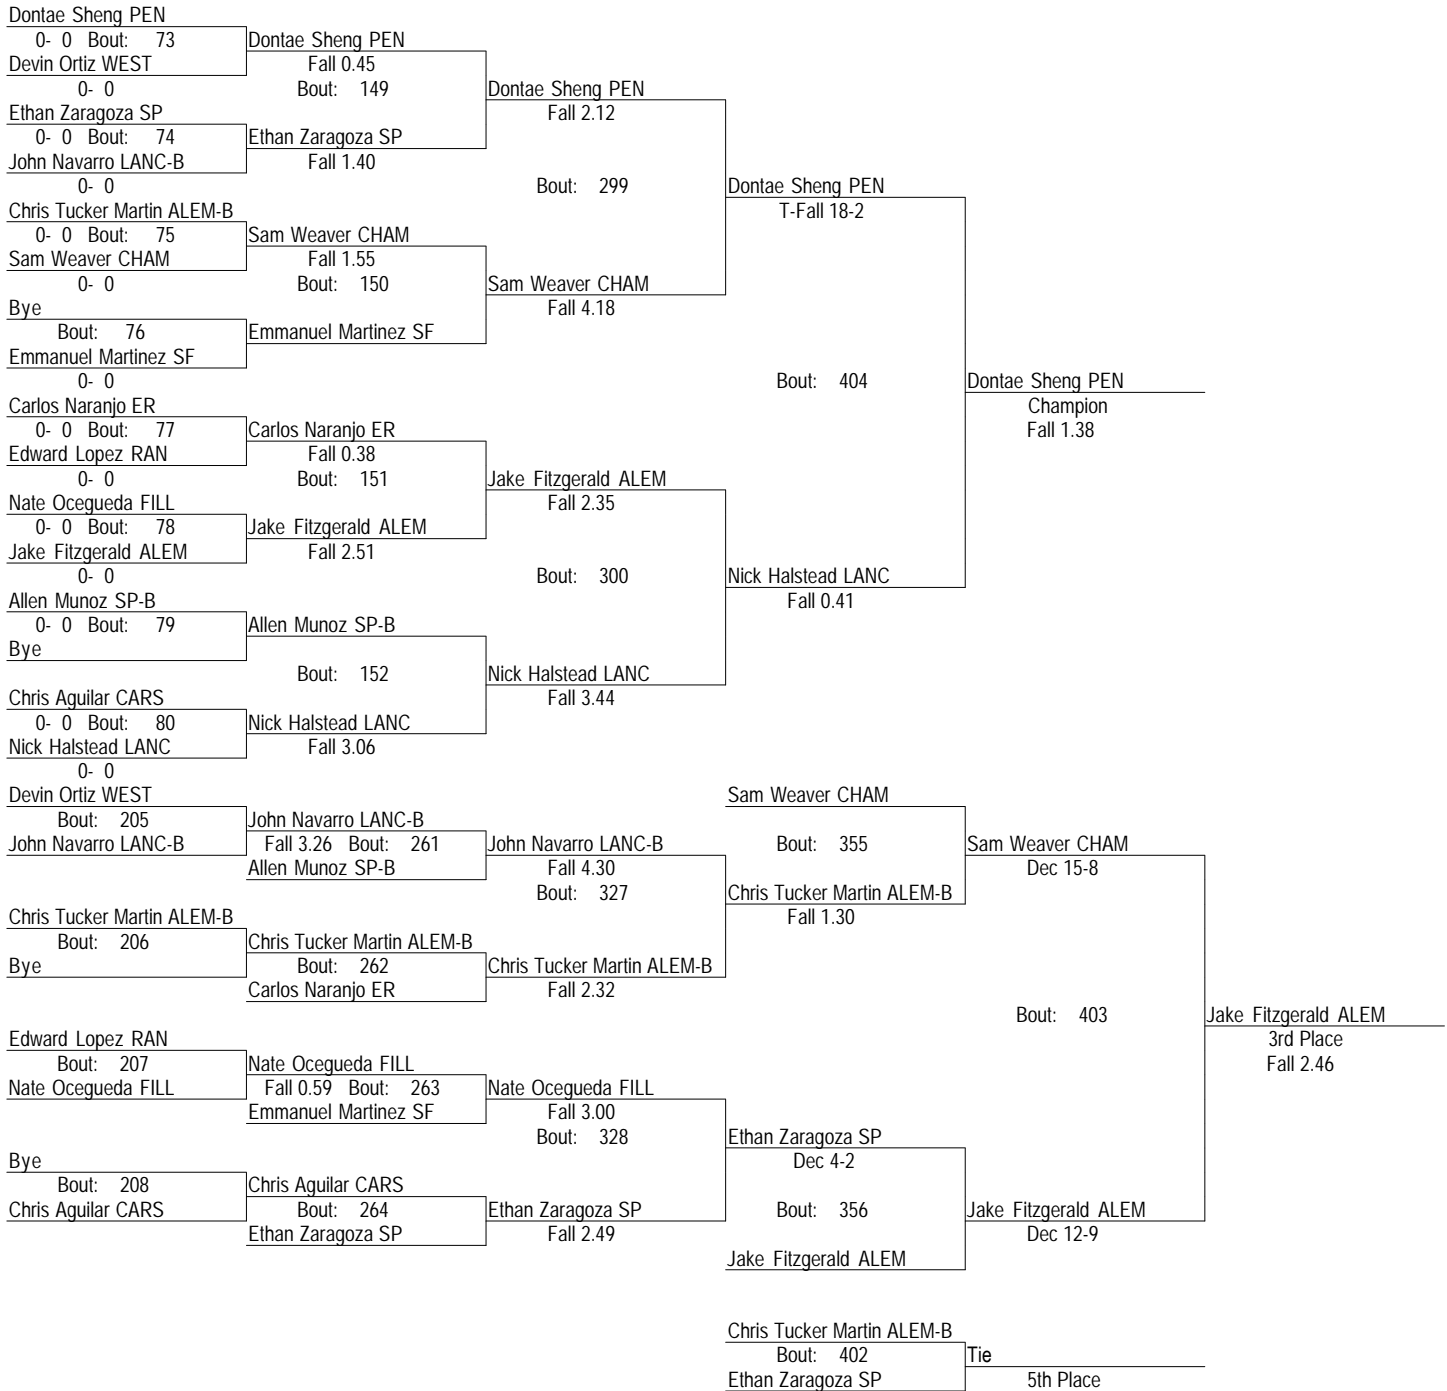 Dontae Sheng PEN
0- 0 Bout: 73 Dontae Sheng PEN
Devin Ortiz WEST Fall 0.45
0- 0 Bout: 149 Dontae Sheng PEN
Ethan Zaragoza SP Fall 2.12
0- 0 Bout: 74 Ethan Zaragoza SP
John Navarro LANC-B Fall 1.40
0- 0 Bout: 299 Dontae Sheng PEN
Chris Tucker Martin ALEM-B T-Fall 18-2
0- 0 Bout: 75 Sam Weaver CHAM
Sam Weaver CHAM Fall 1.55
0- 0 Bout: 150 Sam Weaver CHAM
Bye Fall 4.18
Bout: 76 Emmanuel Martinez SF
Emmanuel Martinez SF
0- 0 Bout: 404 Dontae Sheng PEN
Carlos Naranjo ER Champion
0- 0 Bout: 77 Carlos Naranjo ER Fall 1.38
Edward Lopez RAN Fall 0.38
0- 0 Bout: 151 Jake Fitzgerald ALEM
Nate Ocegueda FILL Fall 2.35
0- 0 Bout: 78 Jake Fitzgerald ALEM
Jake Fitzgerald ALEM Fall 2.51
0- 0 Bout: 300 Nick Halstead LANC
Allen Munoz SP-B Fall 0.41
0- 0 Bout: 79 Allen Munoz SP-B
Bye
Bout: 152 Nick Halstead LANC
Chris Aguilar CARS Fall 3.44
0- 0 Bout: 80 Nick Halstead LANC
Nick Halstead LANC Fall 3.06
0- 0
Devin Ortiz WEST Sam Weaver CHAM
Bout: 205 John Navarro LANC-B
John Navarro LANC-B Fall 3.26 Bout: 261 John Navarro LANC-B Bout: 355 Sam Weaver CHAM
Allen Munoz SP-B Fall 4.30 Dec 15-8
Bout: 327 Chris Tucker Martin ALEM-B
Chris Tucker Martin ALEM-B Fall 1.30
Bout: 206 Chris Tucker Martin ALEM-B
Bye Bout: 262 Chris Tucker Martin ALEM-B
Carlos Naranjo ER Fall 2.32
Bout: 403 Jake Fitzgerald ALEM
Edward Lopez RAN 3rd Place
Bout: 207 Nate Ocegueda FILL Fall 2.46
Nate Ocegueda FILL Fall 0.59 Bout: 263 Nate Ocegueda FILL
Emmanuel Martinez SF Fall 3.00
Bout: 328 Ethan Zaragoza SP
Bye Dec 4-2
Bout: 208 Chris Aguilar CARS
Chris Aguilar CARS Bout: 264 Ethan Zaragoza SP Bout: 356 Jake Fitzgerald ALEM
Ethan Zaragoza SP Fall 2.49 Dec 12-9
Jake Fitzgerald ALEM
Chris Tucker Martin ALEM-B
Bout: 402 Tie
Ethan Zaragoza SP 5th Place